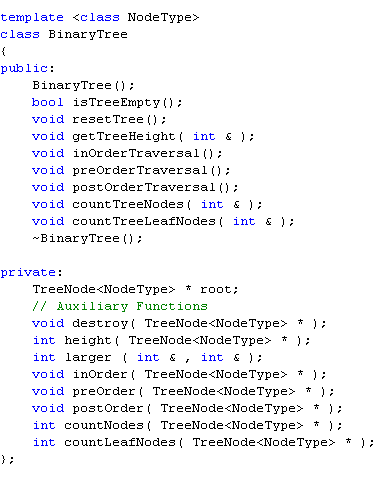 template <class NodeType>
class BinaryTree
{
public:
    BinaryTree();
    bool isTreeEmpty();
    void resetTree();
    void getTreeHeight( int & );
    void inOrderTraversal();
    void preOrderTraversal();
    void postOrderTraversal();
    void countTreeNodes( int & );
    void countTreeLeafNodes( int & );
    ~BinaryTree();

private:
    TreeNode<NodeType> * root;
    // Auxiliary Functions
    void destroy( TreeNode<NodeType> * );
    int height( TreeNode<NodeType> * );
    int larger ( int & , int & );
    void inOrder( TreeNode<NodeType> * );
    void preOrder( TreeNode<NodeType> * );
    void postOrder( TreeNode<NodeType> * );
    int countNodes( TreeNode<NodeType> * );
    int countLeafNodes( TreeNode<NodeType> * );
};